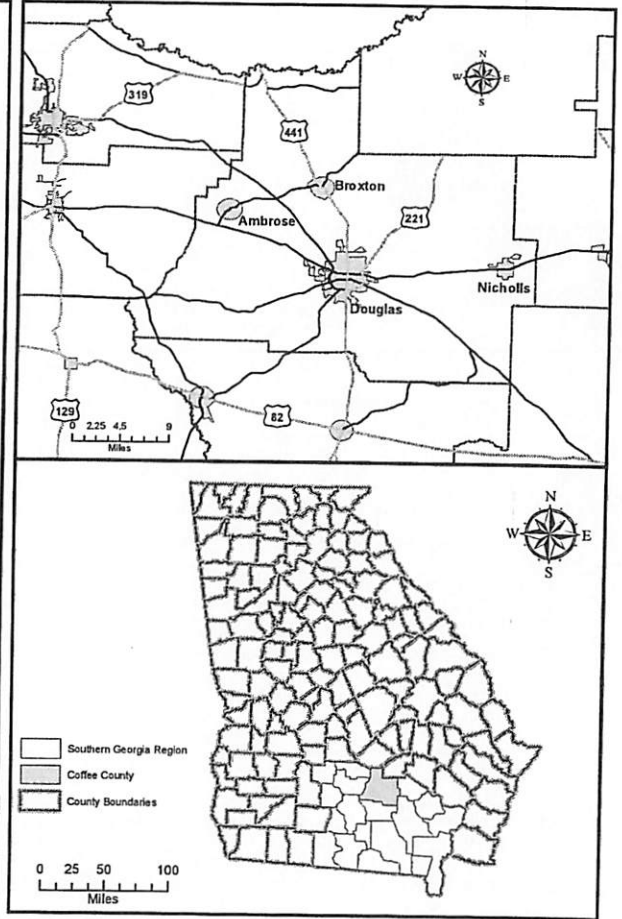 N
W E
S
319
441
Broxton
Ambrose
221
Nicholls
Douglas
129
82
0 2.25 4.5 9
Miles
N
W E
S
Southern Georgia Region
Coffee County
County Boundaries
0 25 50 100
Miles